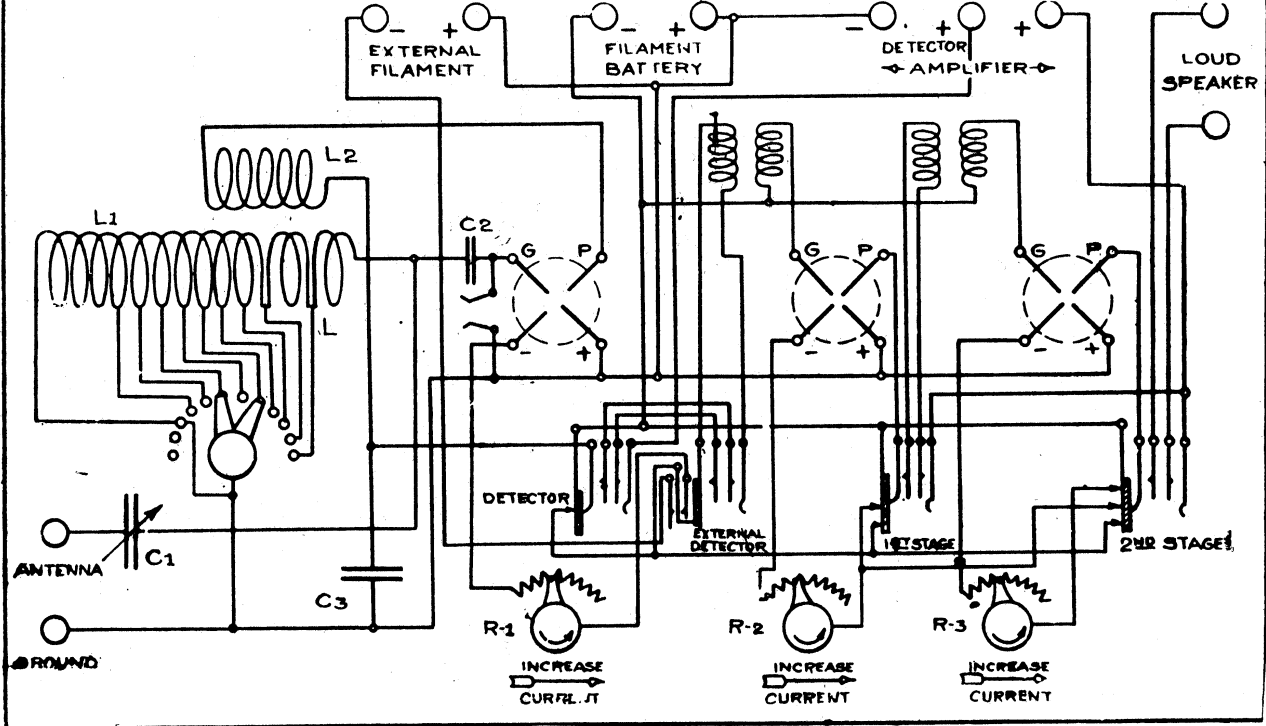 - + - + - + +
EXTERNAL
FILAMENT
FILAMENT
BATTERY
DETECTOR
AMPLIFIER
LOUD
SPEAKER
L2
L1
C2
G P
G P
G P
L
- +
- +
- +
DETECTOR
EXTERNAL
DETECTOR
1ST STAGE
2ND STAGE
ANTENNA
C1
C3
R-1
R-2
R-3
GROUND
INCREASE
INCREASE
INCREASE
CURRENT
CURRENT
CURRENT